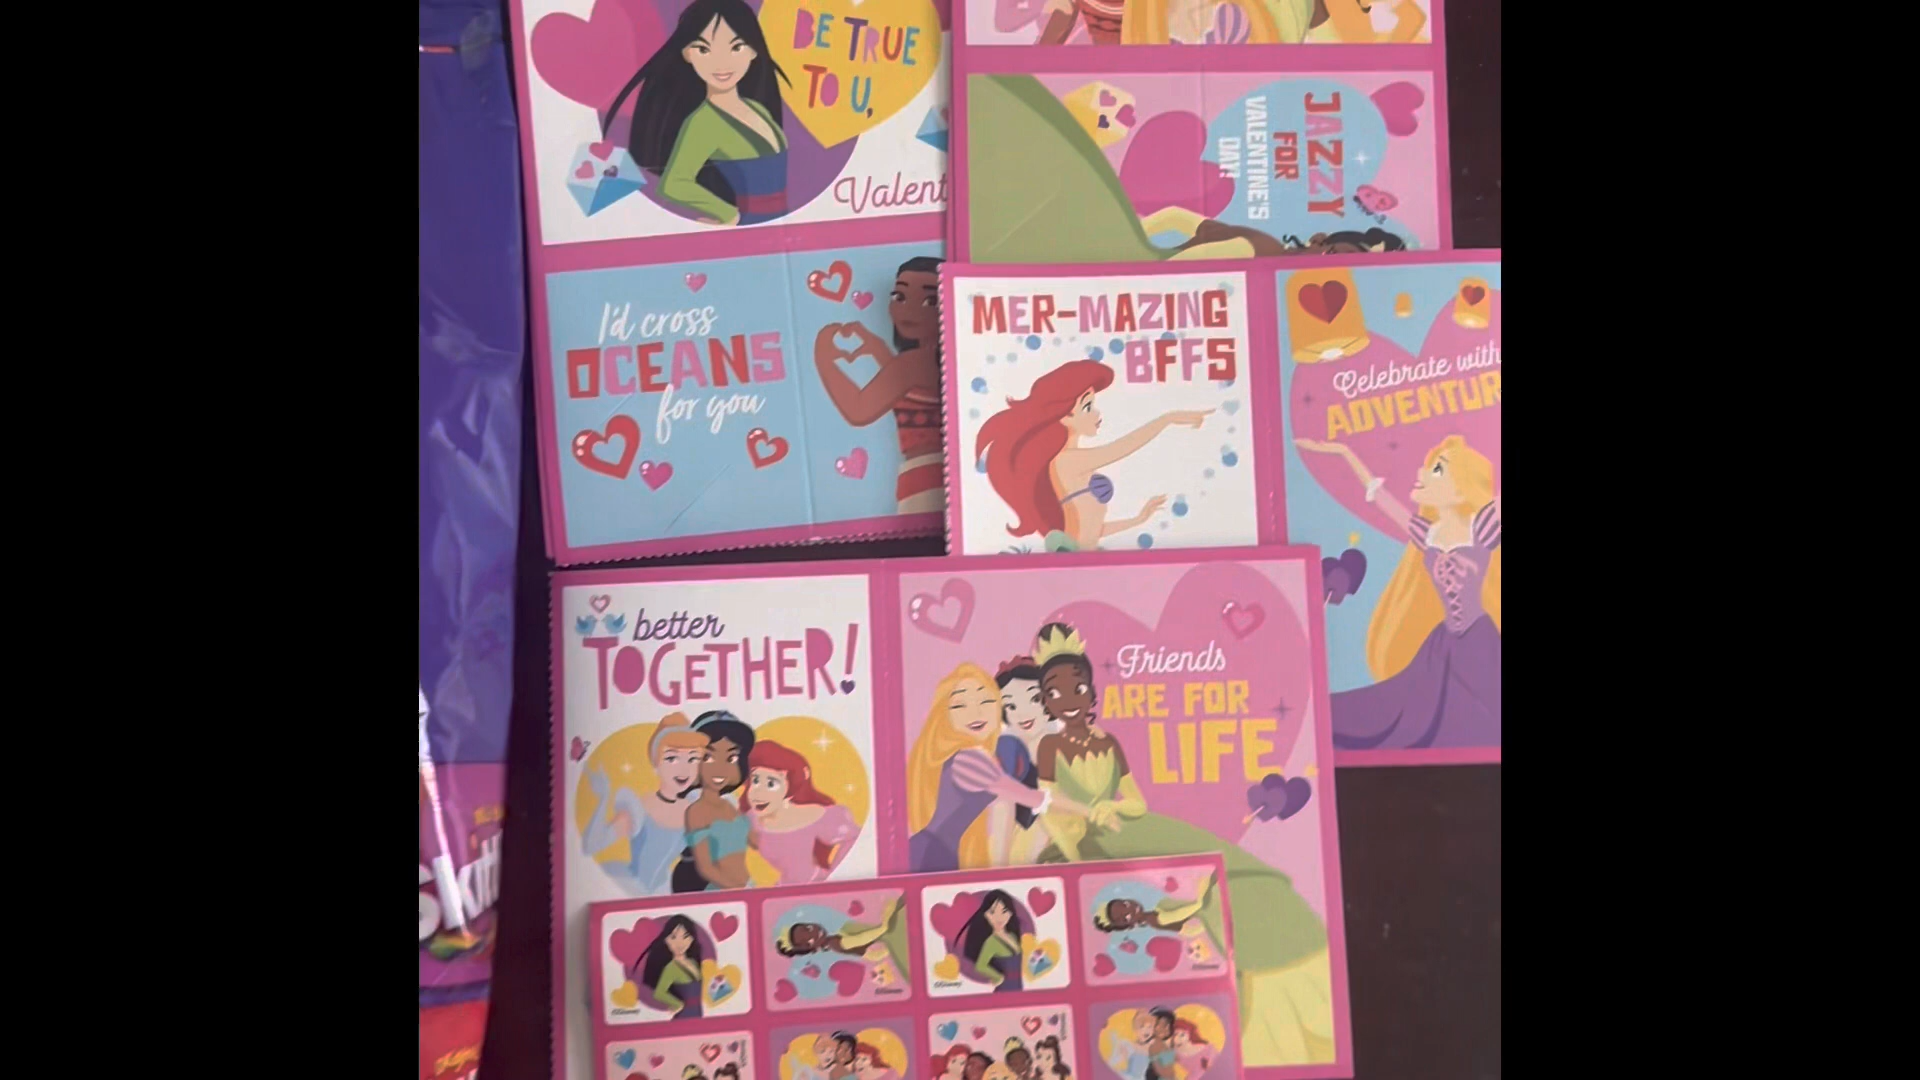 BE TRUE
TO U,
Valent
JAZZY
FOR
VALENTINE'S
DAY!
I'd cross
OCEANS
for you
MER-MAZING
BFFS
Celebrate with
ADVENTUR
better
TOGETHER!
Friends
ARE FOR
LIFE